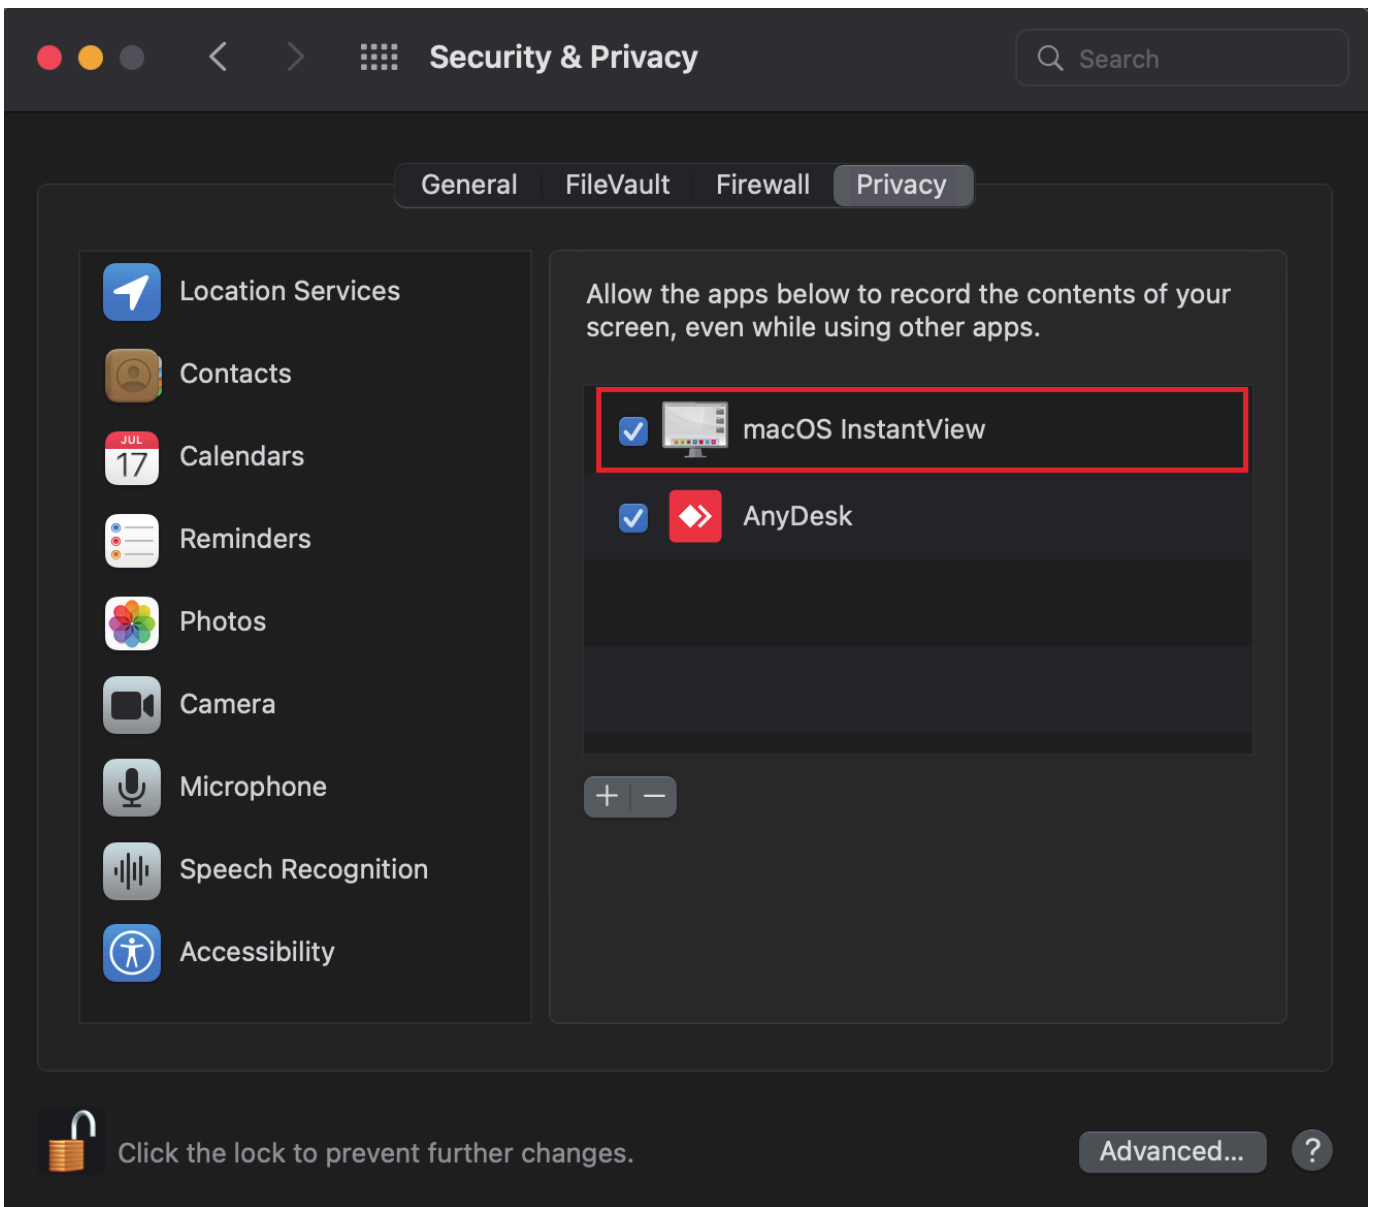 Security & Privacy
Search
General
FileVault
Firewall
Privacy
Location Services
Contacts
JUL
17
Calendars
Reminders
Photos
Camera
Microphone
Speech Recognition
Accessibility
Allow the apps below to record the contents of your
screen, even while using other apps.
macOS InstantView
AnyDesk
+
−
Click the lock to prevent further changes.
Advanced...
?